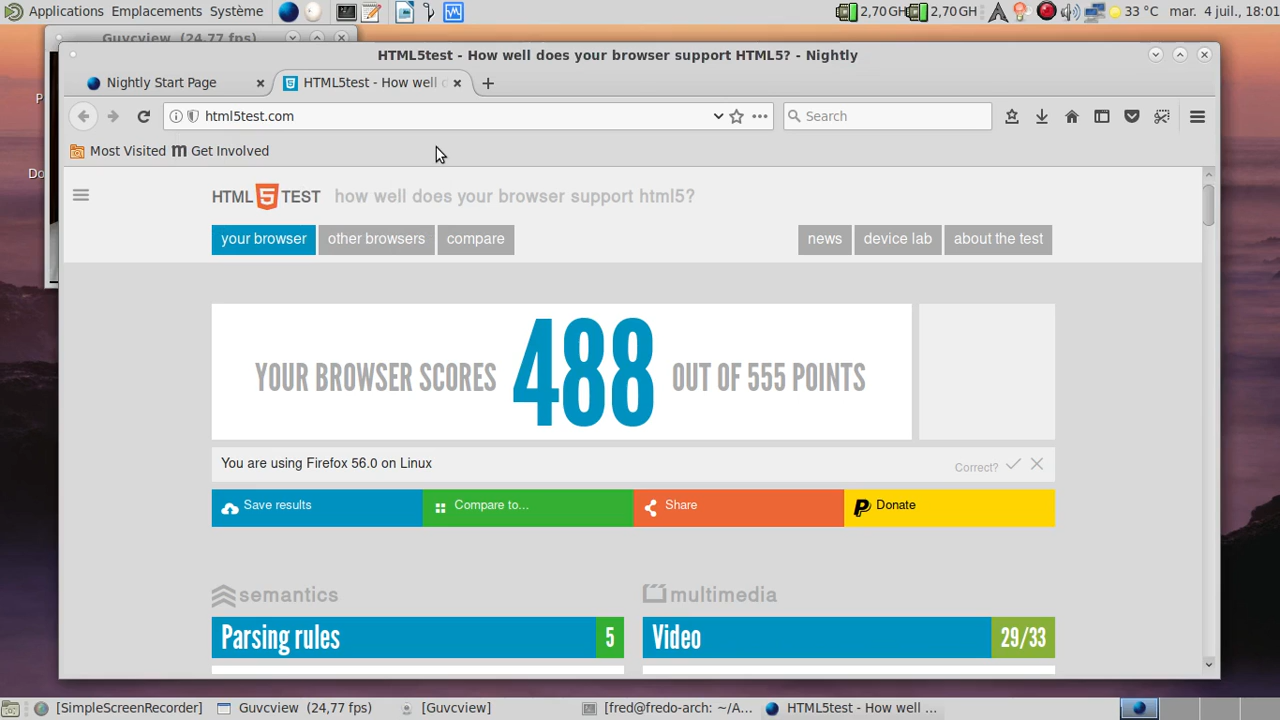 Applications Emplacements Système
2,70 GH 2,70 GH 33 °C mar. 4 juil., 18:01
Guvcview (24,77 fps)
HTML5test - How well does your browser support HTML5? - Nightly
Nightly Start Page
HTML5test - How well
html5test.com
Search
Most Visited
m Get Involved
P
Do
HTML 5 TEST how well does your browser support html5?
your browser other browsers compare news device lab about the test
YOUR BROWSER SCORES 488 OUT OF 555 POINTS
You are using Firefox 56.0 on Linux
Correct?
Save results Compare to... Share Donate
semantics
multimedia
Parsing rules 5
Video 29/33
[SimpleScreenRecorder] Guvcview (24,77 fps) [Guvcview] [fred@fredo-arch: ~/A... HTML5test - How well ...